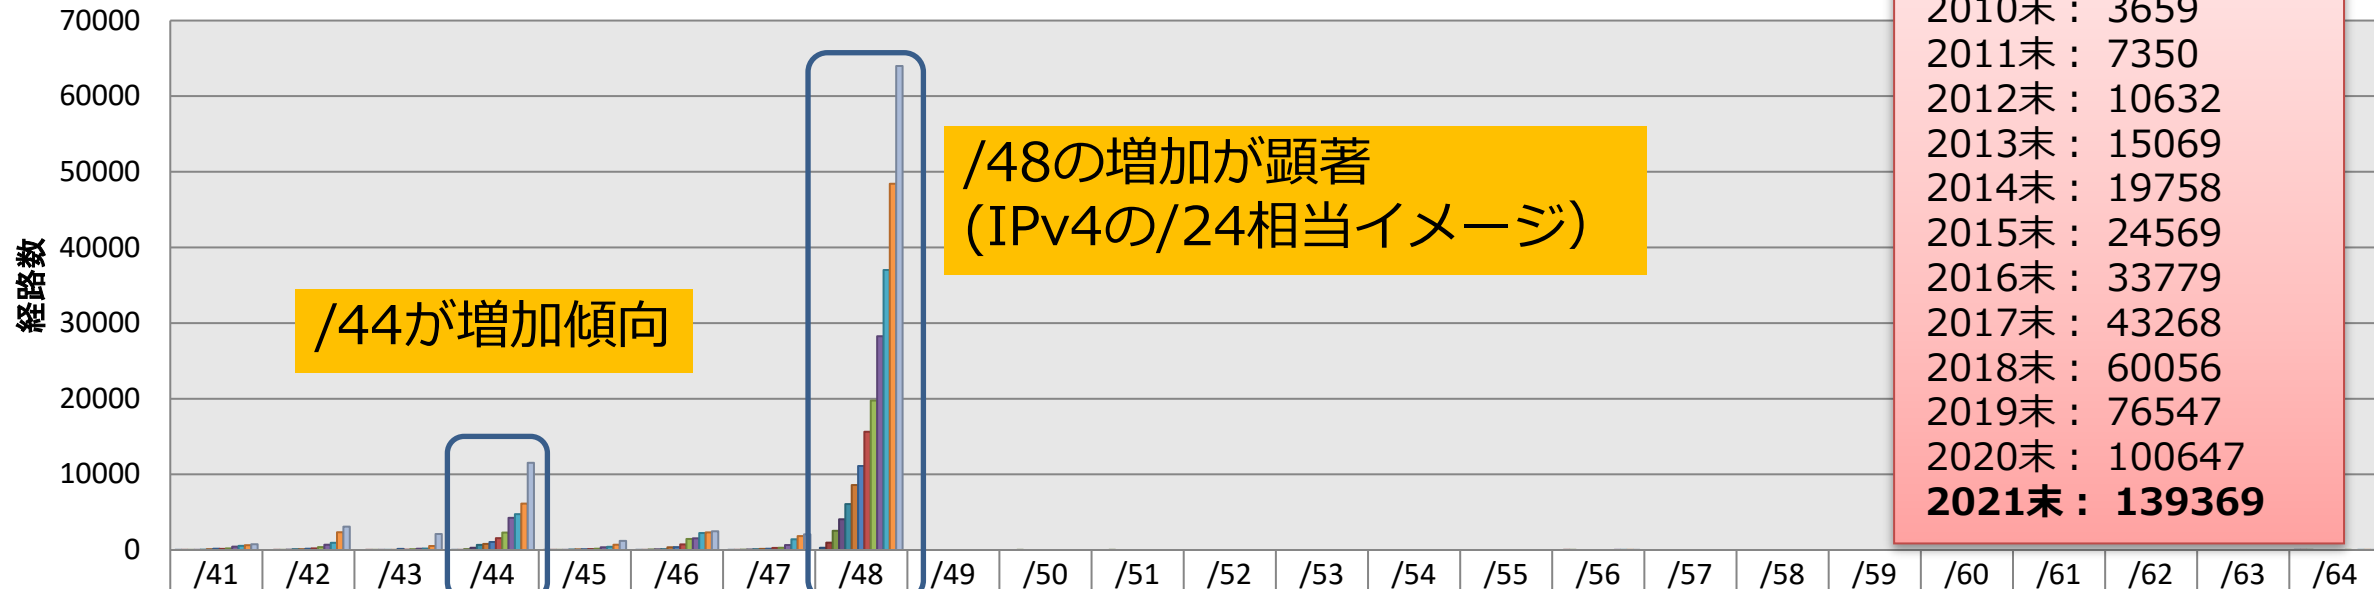 70000
60000
50000
40000
30000
20000
10000
0
経路数
/44が増加傾向
/48の増加が顕著
(IPv4の/24相当イメージ）
2010末： 3659
2011末： 7350
2012末： 10632
2013末： 15069
2014末： 19758
2015末： 24569
2016末： 33779
2017末： 43268
2018末： 60056
2019末： 76547
2020末： 100647
2021末： 139369
/41 /42 /43 /44 /45 /46 /47 /48 /49 /50 /51 /52 /53 /54 /55 /56 /57 /58 /59 /60 /61 /62 /63 /64